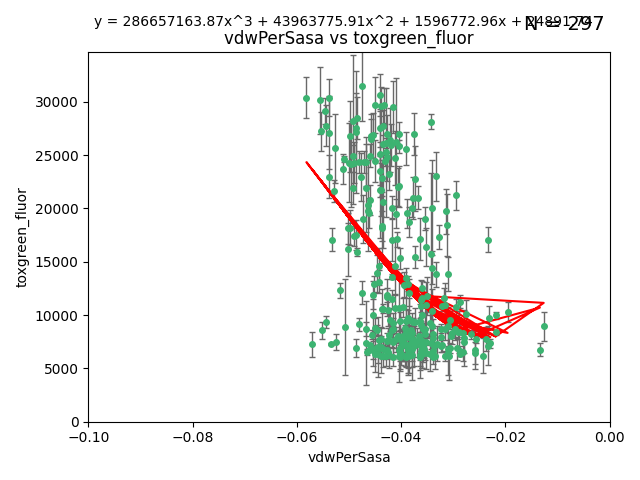 y = 286657163.87x^3 + 43963775.91x^2 + 1596772.96x + 24891.74
N = 297
vdwPerSasa vs toxgreen_fluor
30000
25000
20000
15000
10000
5000
0
toxgreen_fluor
−0.10 −0.08 −0.06 −0.04 −0.02 0.00
vdwPerSasa